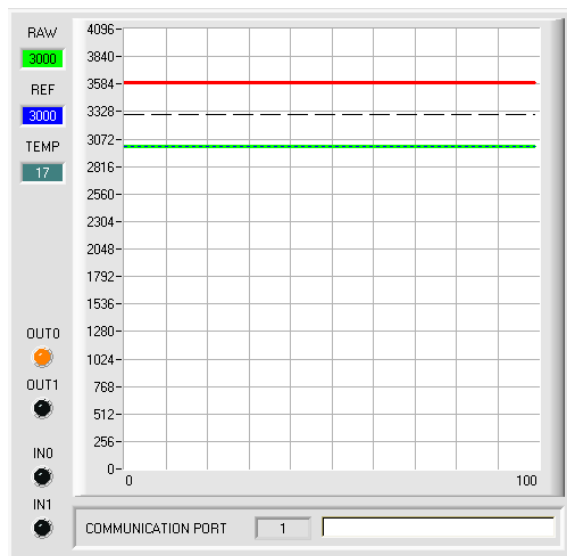 RAW
3000
REF
3000
TEMP
17
OUT0
OUT1
IN0
IN1
4096
3840
3584
3328
3072
2816
2560
2304
2048
1792
1536
1280
1024
768
512
256
0
0 100
COMMUNICATION PORT 1